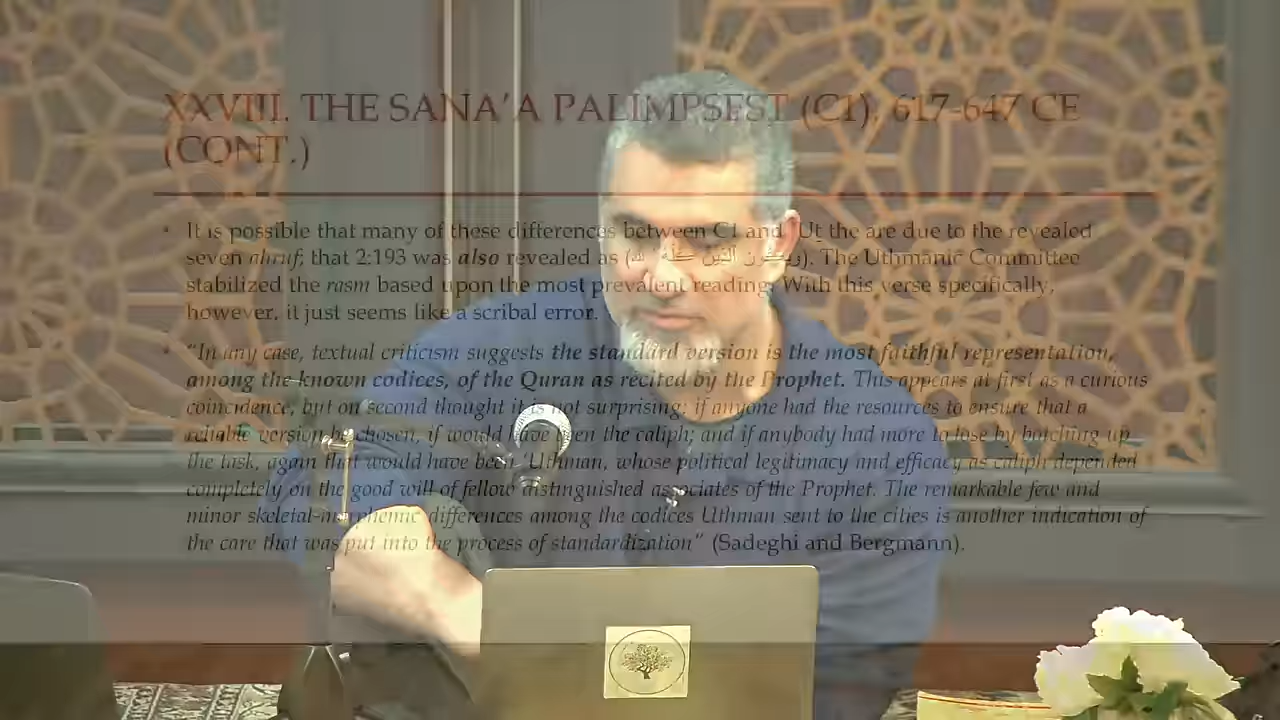 XXVIII. THE SANA’A PALIMPSEST (C1), 617-647 CE
(CONT.)
• It is possible that many of these differences between C1 and ‘Ut the are due to the revealed
seven ahruf; that 2:193 was also revealed as (ويكون الدين كله لله). The Uthmanic Committee
stabilized the rasm based upon the most prevalent reading. With this verse specifically,
however, it just seems like a scribal error.
• “In any case, textual criticism suggests the standard version is the most faithful representation,
among the known codices, of the Quran as recited by the Prophet. This appears at first as a curious
coincidence, but on second thought it is not surprising: if anyone had the resources to ensure that a
reliable version be chosen, if would have been the caliph; and if anybody had more to lose by botching up
the task, again that would have been ‘Uthman, whose political legitimacy and efficacy as caliph depended
completely on the good will of fellow distinguished associates of the Prophet. The remarkable few and
minor skeletal-morphemic differences among the codices Uthman sent to the cities is another indication of
the care that was put into the process of standardization” (Sadeghi and Bergmann).